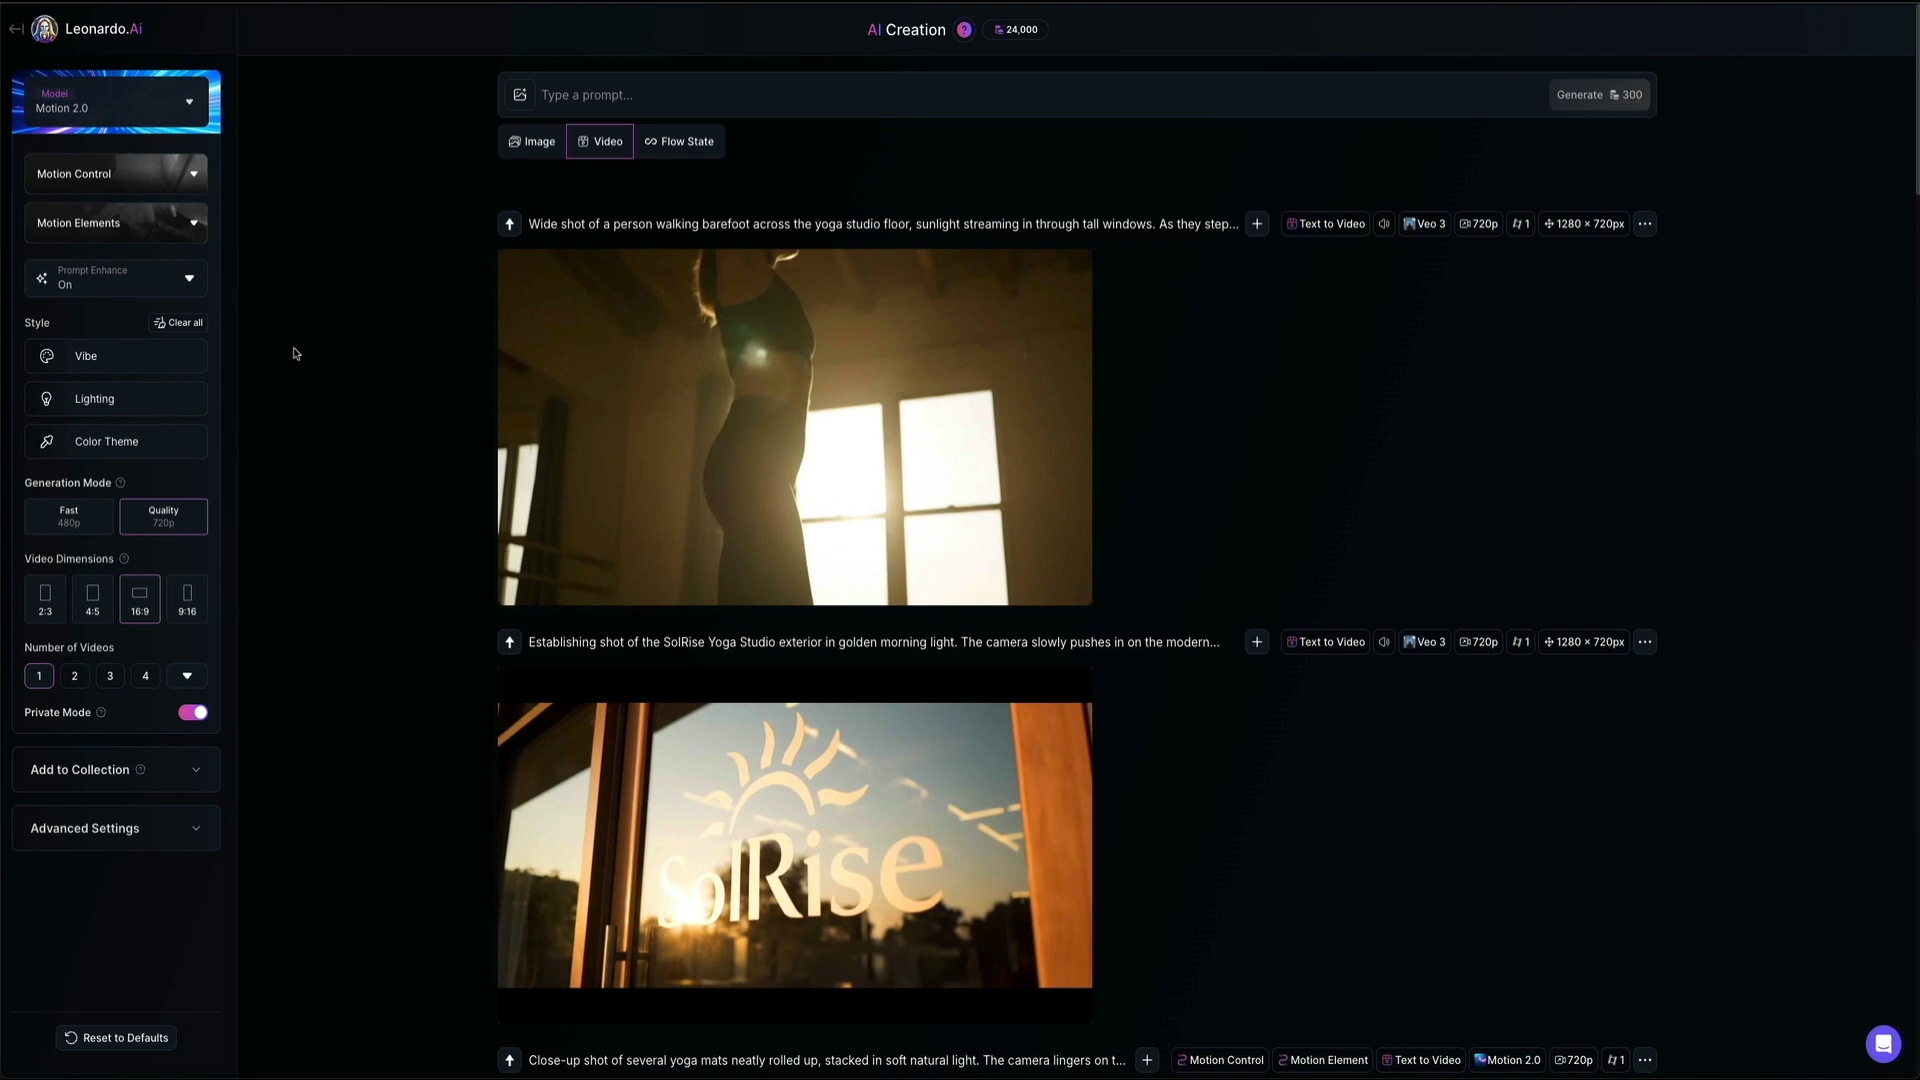 Leonardo.Ai
AI Creation
?
24,000
Model
Motion 2.0
Type a prompt...
Generate 300
Image
Video
Flow State
Motion Control
Motion Elements
Prompt Enhance
On
Style
Clear all
Vibe
Lighting
Color Theme
Generation Mode ?
Fast
480p
Quality
720p
Video Dimensions ?
2:3
4:5
16:9
9:16
Number of Videos
1
2
3
4
Private Mode ?
Add to Collection ?
Advanced Settings
Reset to Defaults
Wide shot of a person walking barefoot across the yoga studio floor, sunlight streaming in through tall windows. As they step...
Text to Video
Veo 3
720p
1
1280 × 720px
Establishing shot of the SolRise Yoga Studio exterior in golden morning light. The camera slowly pushes in on the modern...
Text to Video
Veo 3
720p
1
1280 × 720px
SolRise
Close-up shot of several yoga mats neatly rolled up, stacked in soft natural light. The camera lingers on t...
Motion Control
Motion Element
Text to Video
Motion 2.0
720p
1